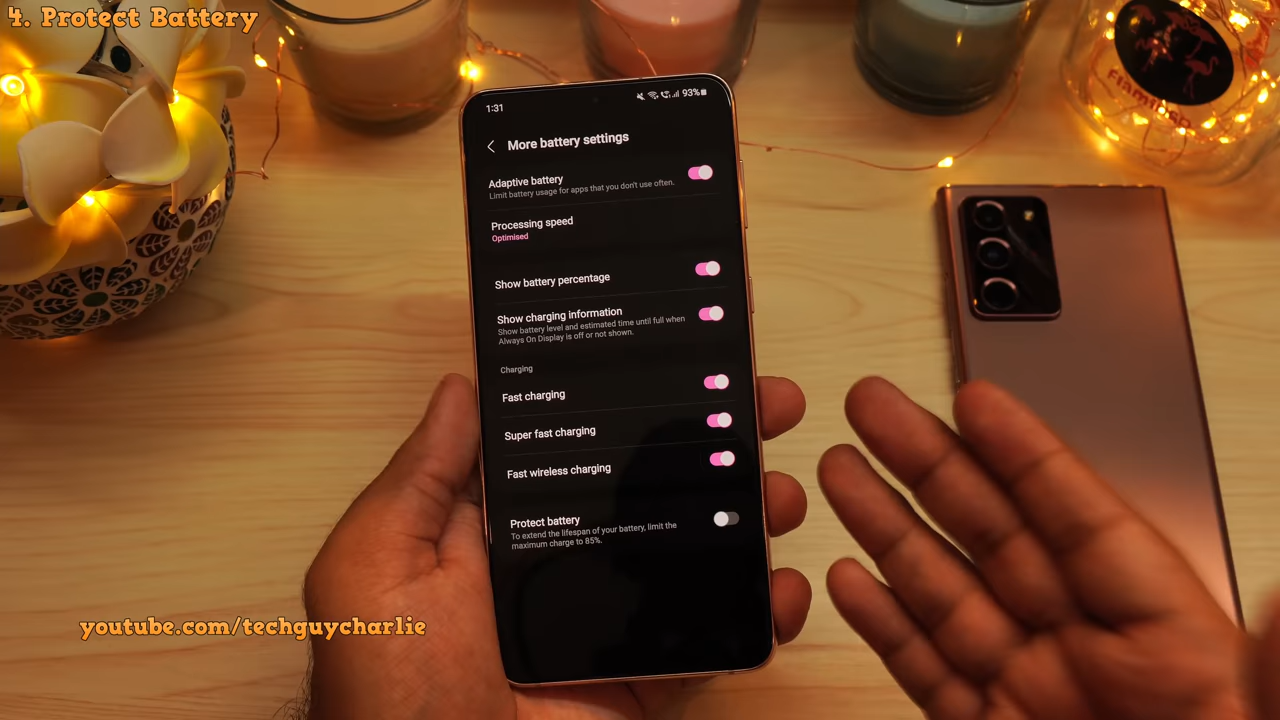 4. Protect Battery
1:31
93%
More battery settings
Adaptive battery
Limit battery usage for apps that you don't use often.
Processing speed
Optimised
Show battery percentage
Show charging information
Show battery level and estimated time until full when
Always On Display is off or not shown.
Charging
Fast charging
Super fast charging
Fast wireless charging
Protect battery
To extend the lifespan of your battery, limit the
maximum charge to 85%.
youtube.com/techguycharlie